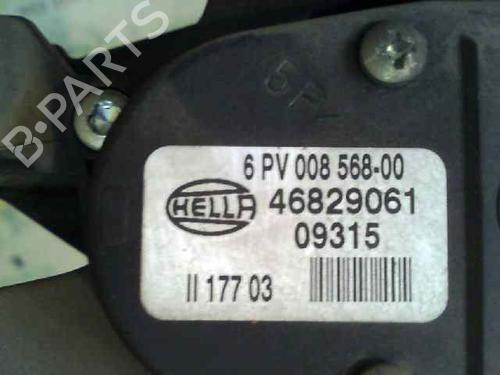 B-PARTS
6 PV 008 568-00
HELLA 46829061
09315
II 177 03